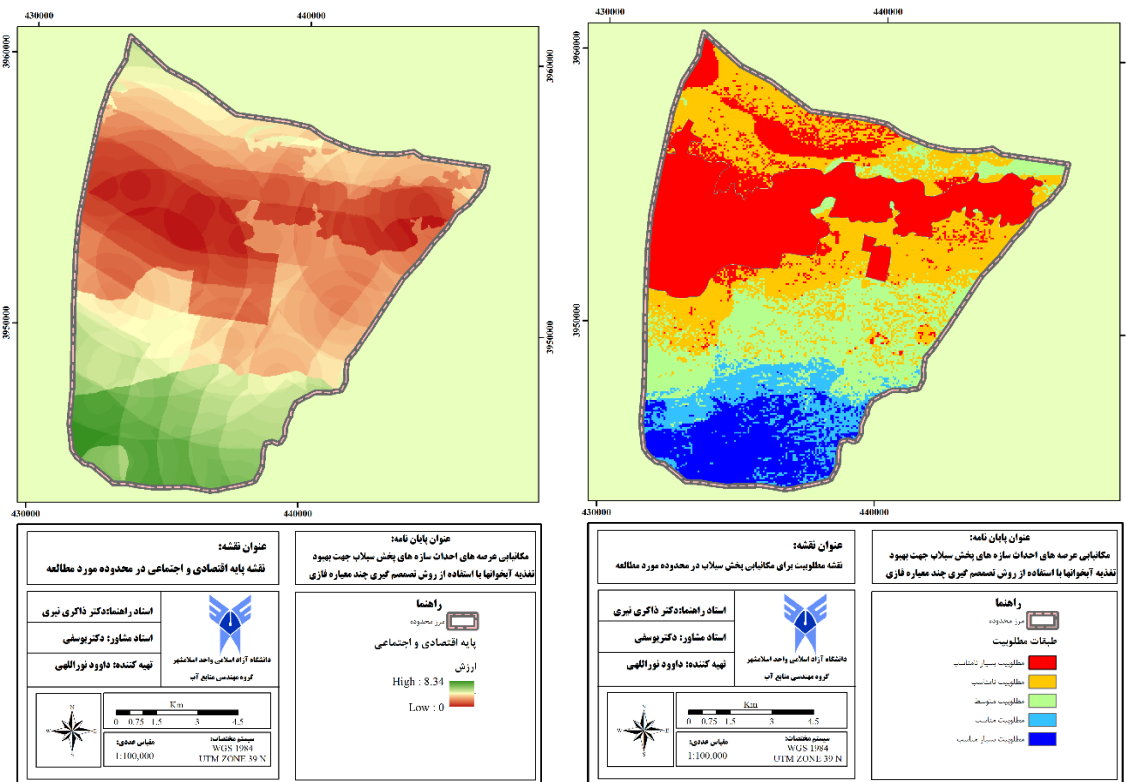 430000
440000
3960000
3960000
3950000
3950000
430000
440000
عنوان پایان نامه:
مکانیابی عرصه های احداث سازه های پخش سیلاب جهت بهبود
تغذیه آبخوانها با استفاده از روش تصمصم گیری چند معیاره فازی
عنوان نقشه:
نقشه پایه اقتصادی و اجتماعی در محدوده مورد مطالعه
استاد راهنما:دکتر ذاکری نیری
استاد مشاور: دکتریوسفی
تهیه کننده: داوود نوراللهی
دانشگاه آزاد اسلامی واحد اسلامشهر
گروه مهندسی منابع آب
راهنما
مرز محدوده
پایه اقتصادی و اجتماعی
ارزش
High : 8.34
Low : 0
N
W
E
S
Km
0 0.75 1.5 3 4.5
مقیاس عددی:
1:100,000
سیستم مختصات:
WGS 1984
UTM ZONE 39 N
430000
440000
3960000
3960000
3950000
3950000
430000
440000
عنوان پایان نامه:
مکانیابی عرصه های احداث سازه های پخش سیلاب جهت بهبود
تغذیه آبخوانها با استفاده از روش تصمصم گیری چند معیاره فازی
عنوان نقشه:
نقشه مطلوبیت برای مکانیابی پخش سیلاب در محدوده مورد مطالعه
استاد راهنما:دکتر ذاکری نیری
استاد مشاور: دکتریوسفی
تهیه کننده: داوود نوراللهی
دانشگاه آزاد اسلامی واحد اسلامشهر
گروه مهندسی منابع آب
راهنما
مرز محدوده
طبقات مطلوبیت
مطلوبیت بسیار نامناسب
مطلوبیت نامناسب
مطلوبیت متوسط
مطلوبیت مناسب
مطلوبیت بسیار مناسب
N
W
E
S
Km
0 0.75 1.5 3 4.5
مقیاس عددی:
1:100,000
سیستم مختصات:
WGS 1984
UTM ZONE 39 N